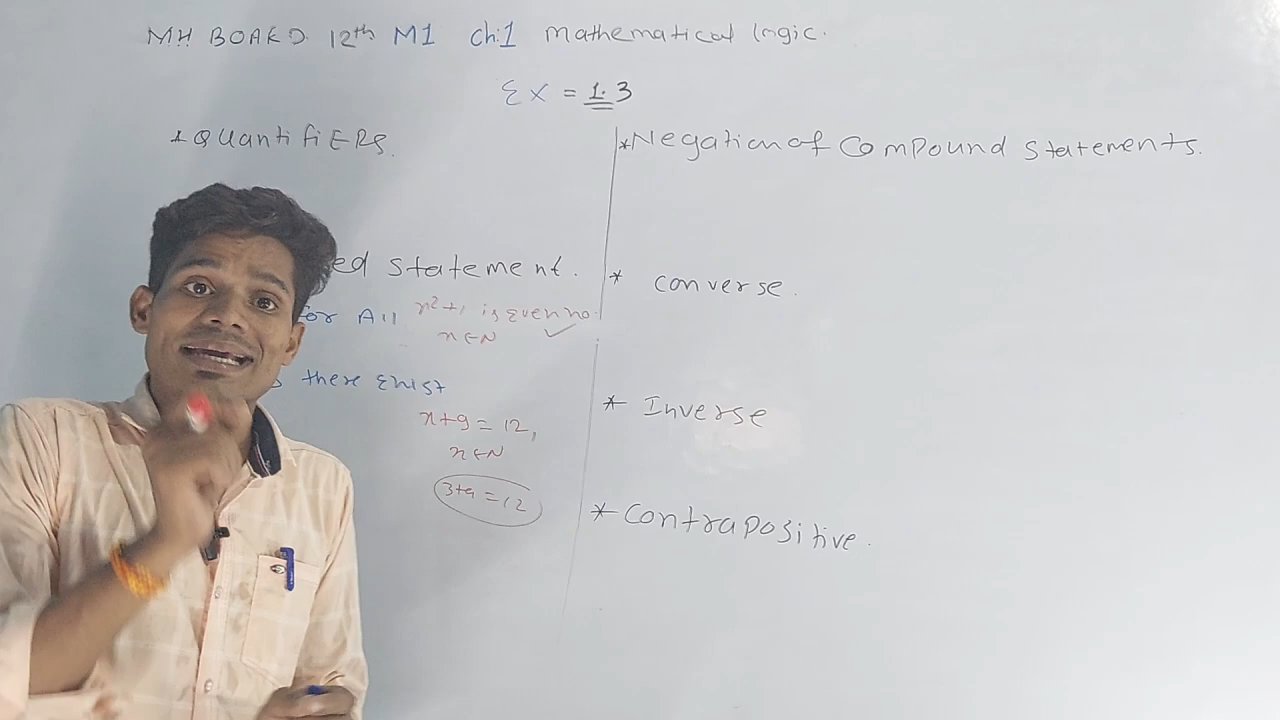 MH BOARD 12th M1 Ch:1 Mathematical logic.
Ex = 1.3
* QuantifiERS.
ed statement.
for All n²+1 is even no.
n∈N
there Exist
n+9 = 12,
n∈N
3+9 = 12
* Negation of Compound Statements.
* converse.
* Inverse
* Contrapositive.